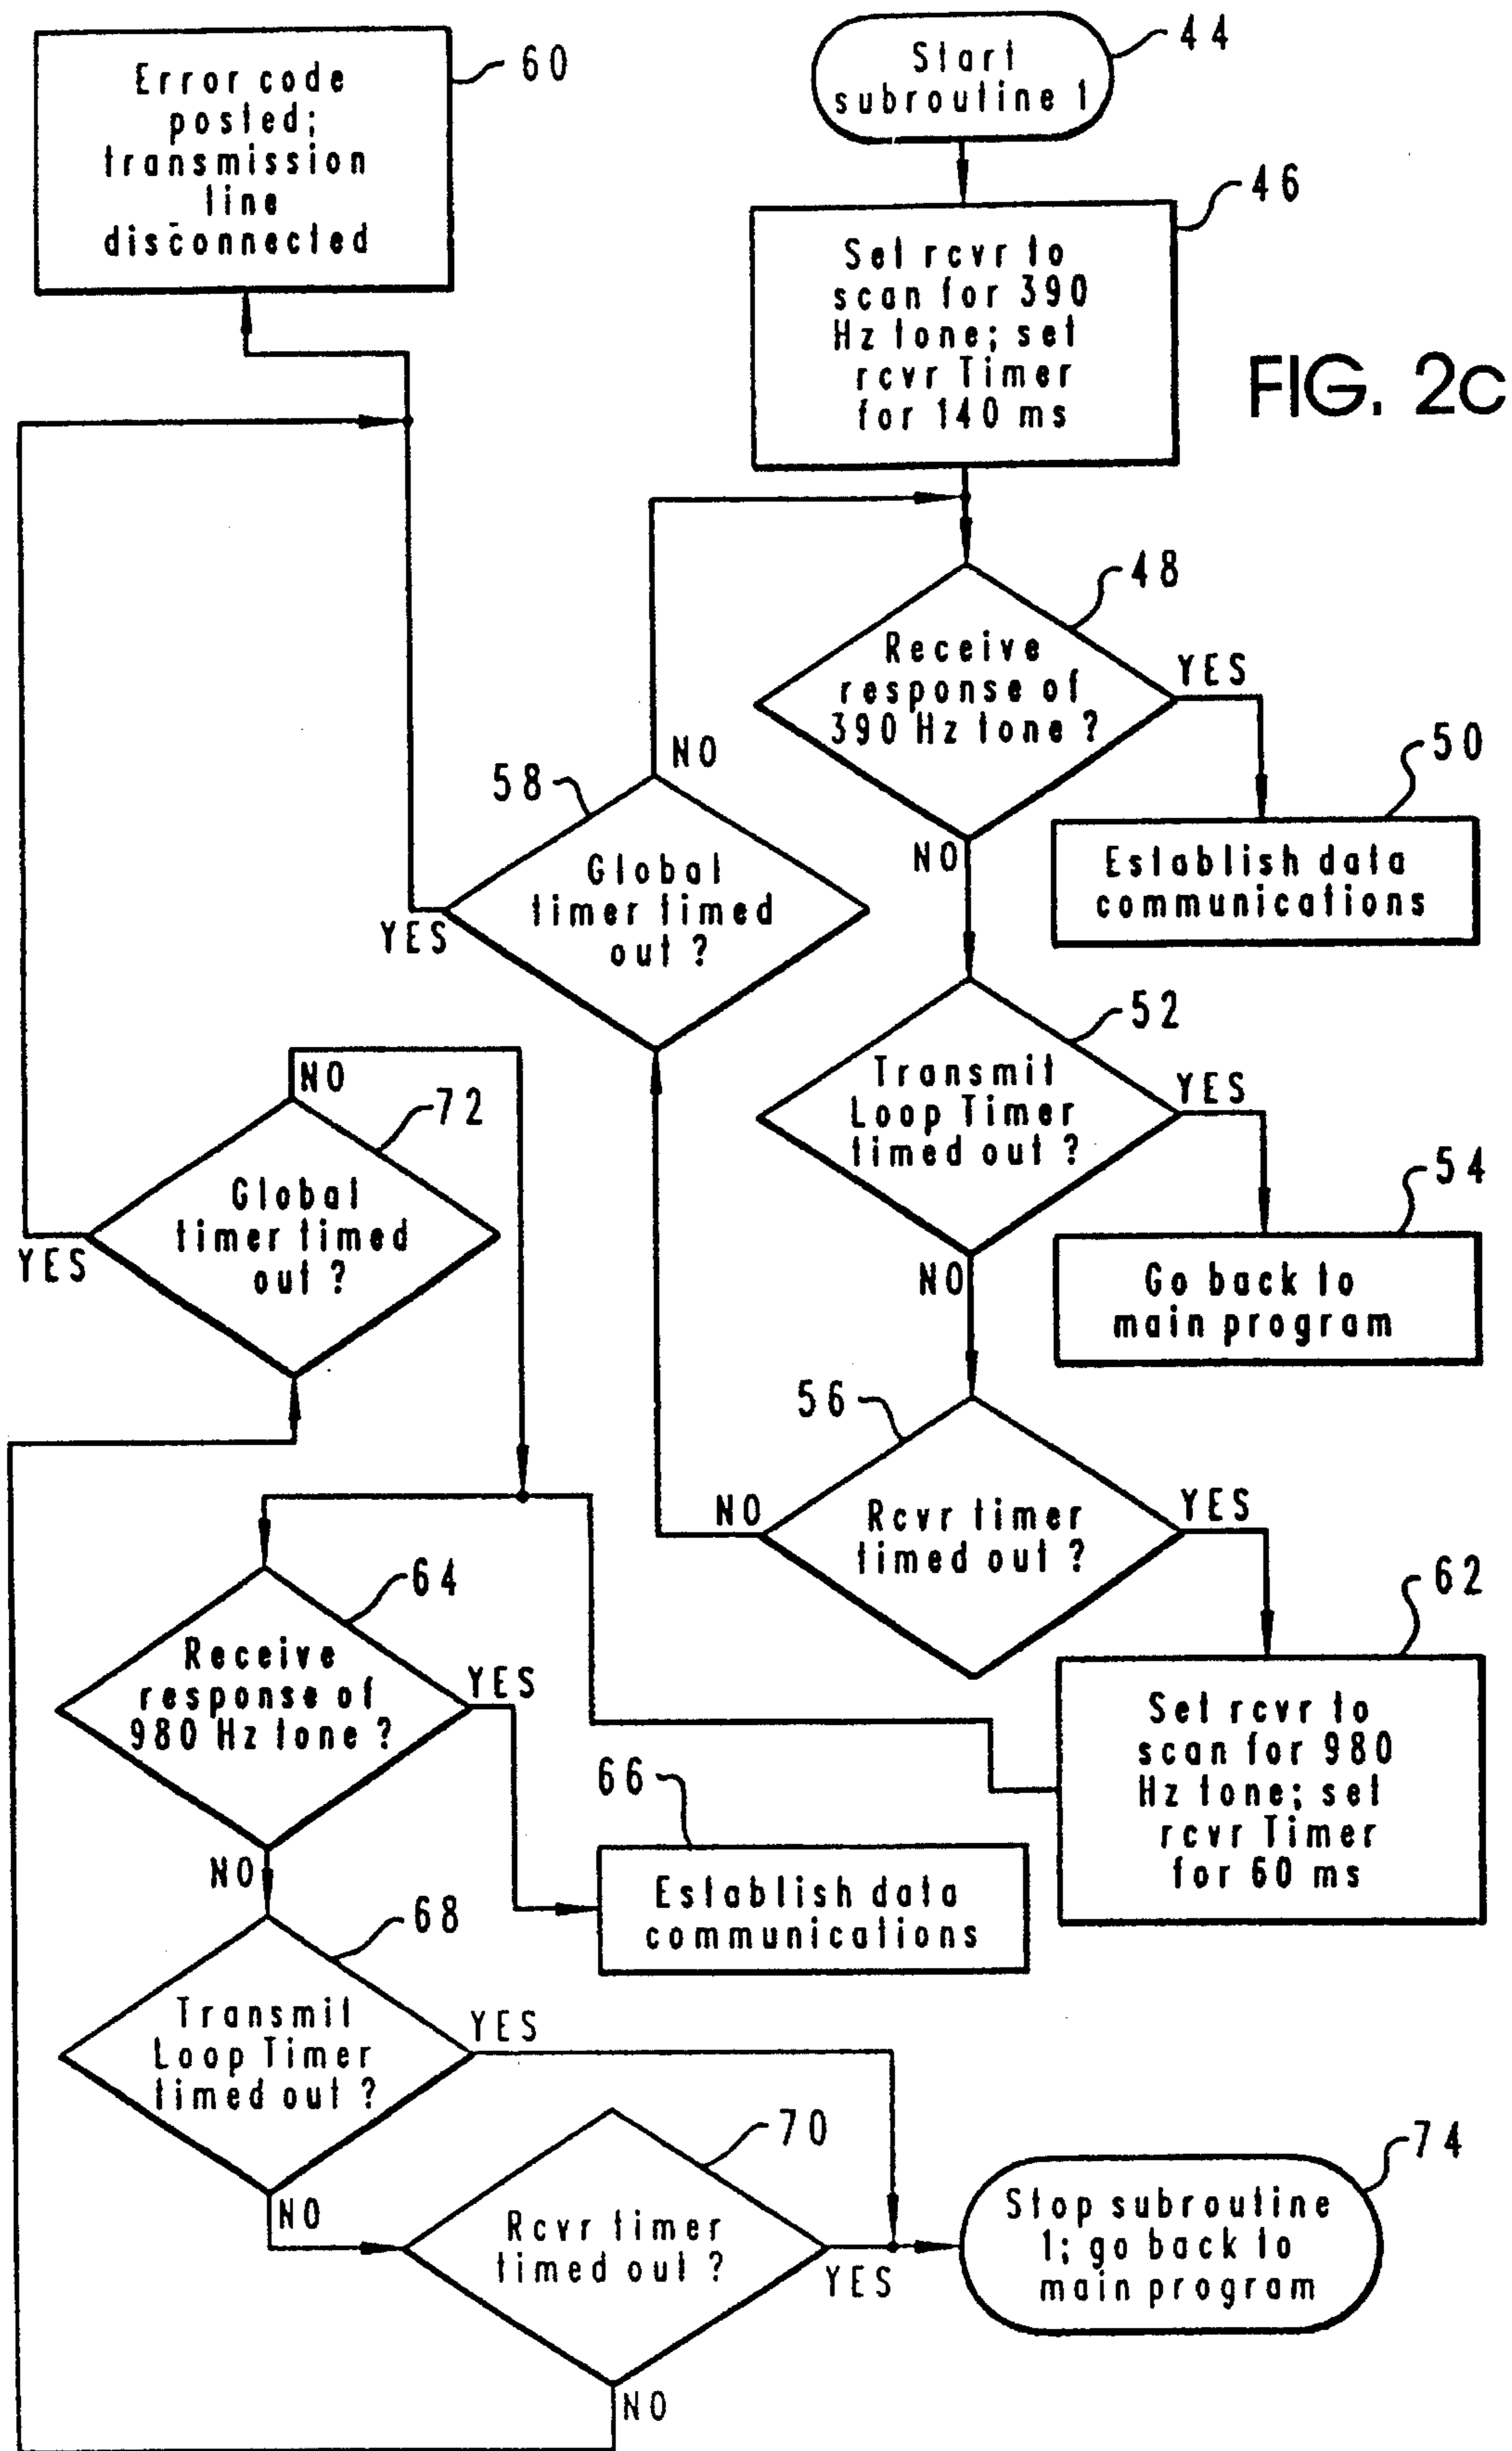 Error code
posted;
transmission
line
disconnected
60
Start
subroutine 1
44
Set rcvr to
scan for 390
Hz tone; set
rcvr Timer
for 140 ms
46
FIG. 2c
Receive
response of
390 Hz tone ?
48
YES
NO
Establish data
communications
50
Global
timer timed
out ?
58
NO
YES
Transmit
Loop Timer
timed out ?
52
YES
NO
Go back to
main program
54
Global
timer timed
out ?
72
NO
YES
Rcvr timer
timed out ?
56
NO
YES
Set rcvr to
scan for 980
Hz tone; set
rcvr Timer
for 60 ms
62
Receive
response of
980 Hz tone ?
64
YES
NO
Establish data
communications
66
Transmit
Loop Timer
timed out ?
68
YES
NO
Rcvr timer
timed out ?
70
YES
NO
Stop subroutine
1; go back to
main program
74